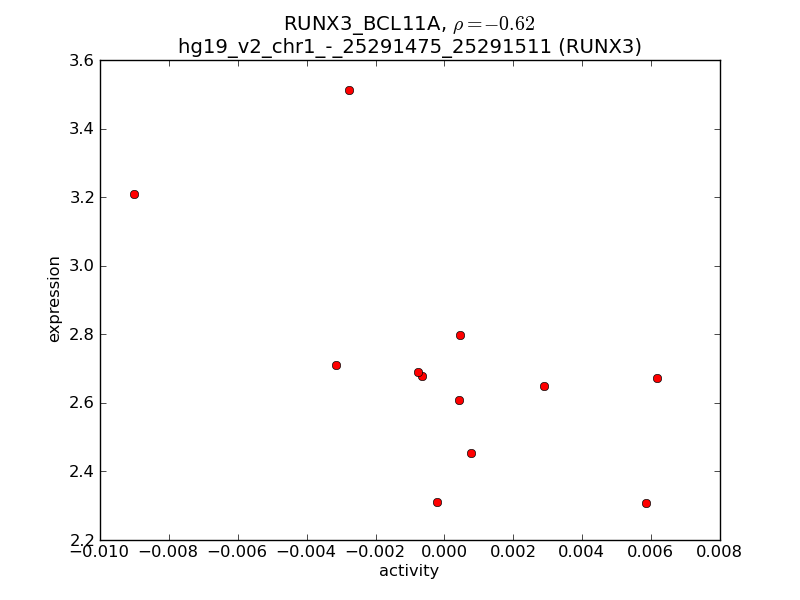 RUNX3_BCL11A, ρ = −0.62
hg19_v2_chr1_-_25291475_25291511 (RUNX3)
3.6
3.4
3.2
3.0
2.8
2.6
2.4
2.2
expression
−0.010 −0.008 −0.006 −0.004 −0.002 0.000 0.002 0.004 0.006 0.008
activity